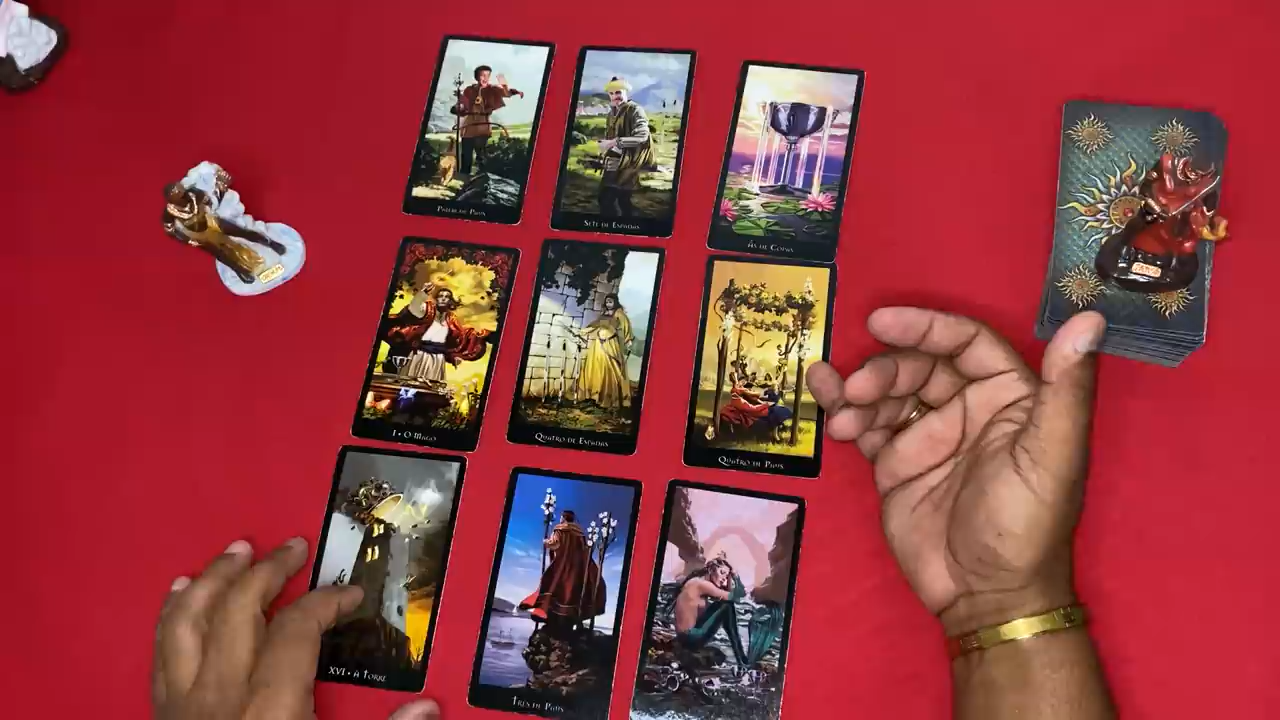 PAJEM DE PAUS
SETE DE ESPADAS
ÁS DE COPAS
I • O MAGO
QUATRO DE ESPADAS
QUATRO DE PAUS
XVI • A TORRE
TRÊS DE PAUS